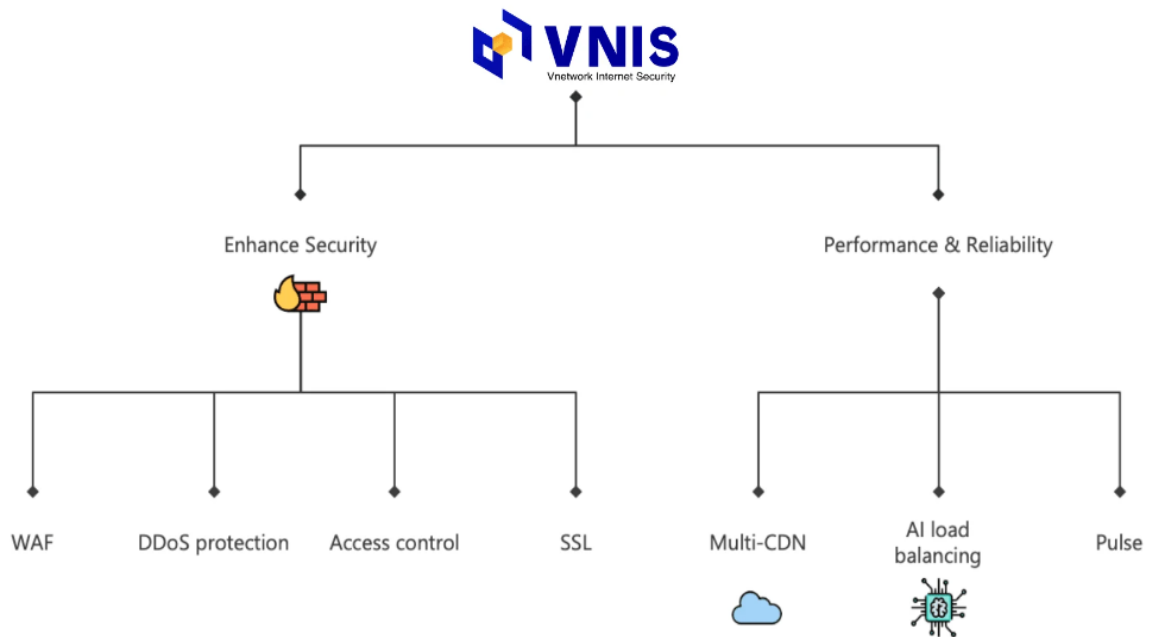 VNIS
Vnetwork Internet Security
Enhance Security
Performance & Reliability
WAF
DDoS protection
Access control
SSL
Multi-CDN
AI load
balancing
Pulse